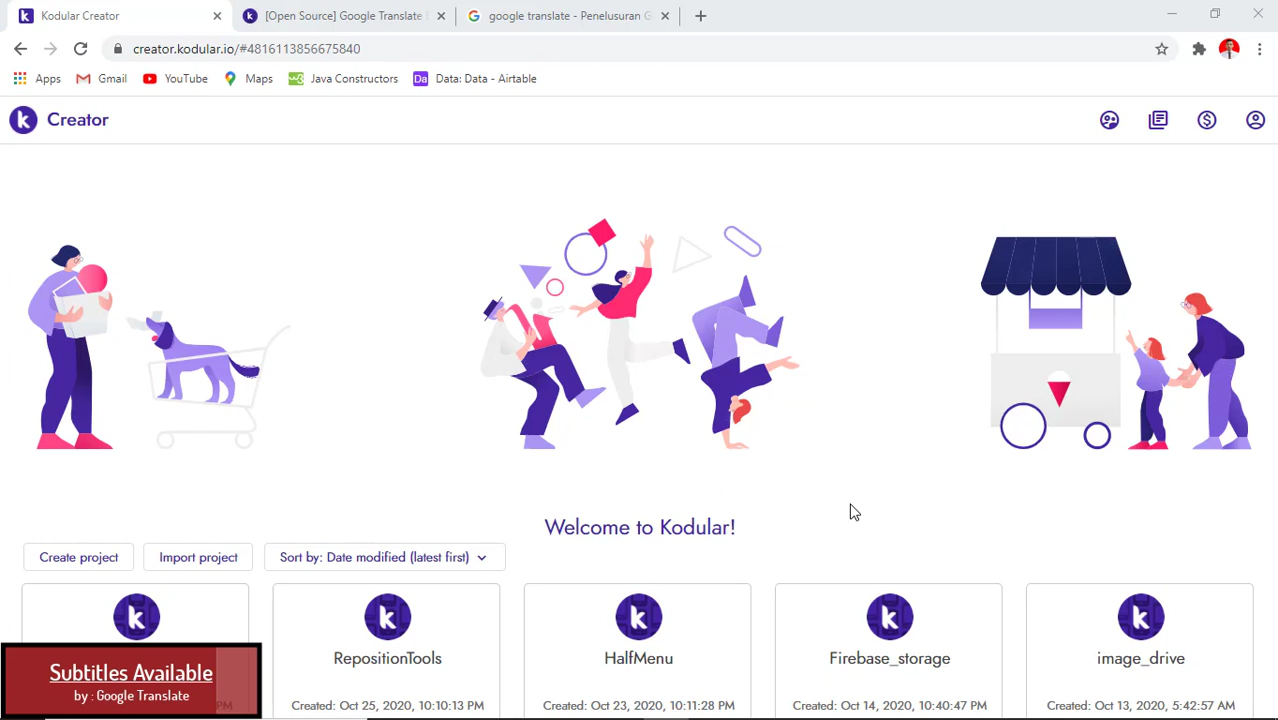 Kodular Creator
[Open Source] Google Translate E
google translate - Penelusuran G
creator.kodular.io/#4816113856675840
Apps
Gmail
YouTube
Maps
Java Constructors
Da
Data: Data - Airtable
k
Creator
Welcome to Kodular!
Create project
Import project
Sort by: Date modified (latest first)
RepositionTools
HalfMenu
Firebase_storage
image_drive
Subtitles Available
by : Google Translate
PM
Created: Oct 25, 2020, 10:10:13 PM
Created: Oct 23, 2020, 10:11:28 PM
Created: Oct 14, 2020, 10:40:47 PM
Created: Oct 13, 2020, 5:42:57 AM